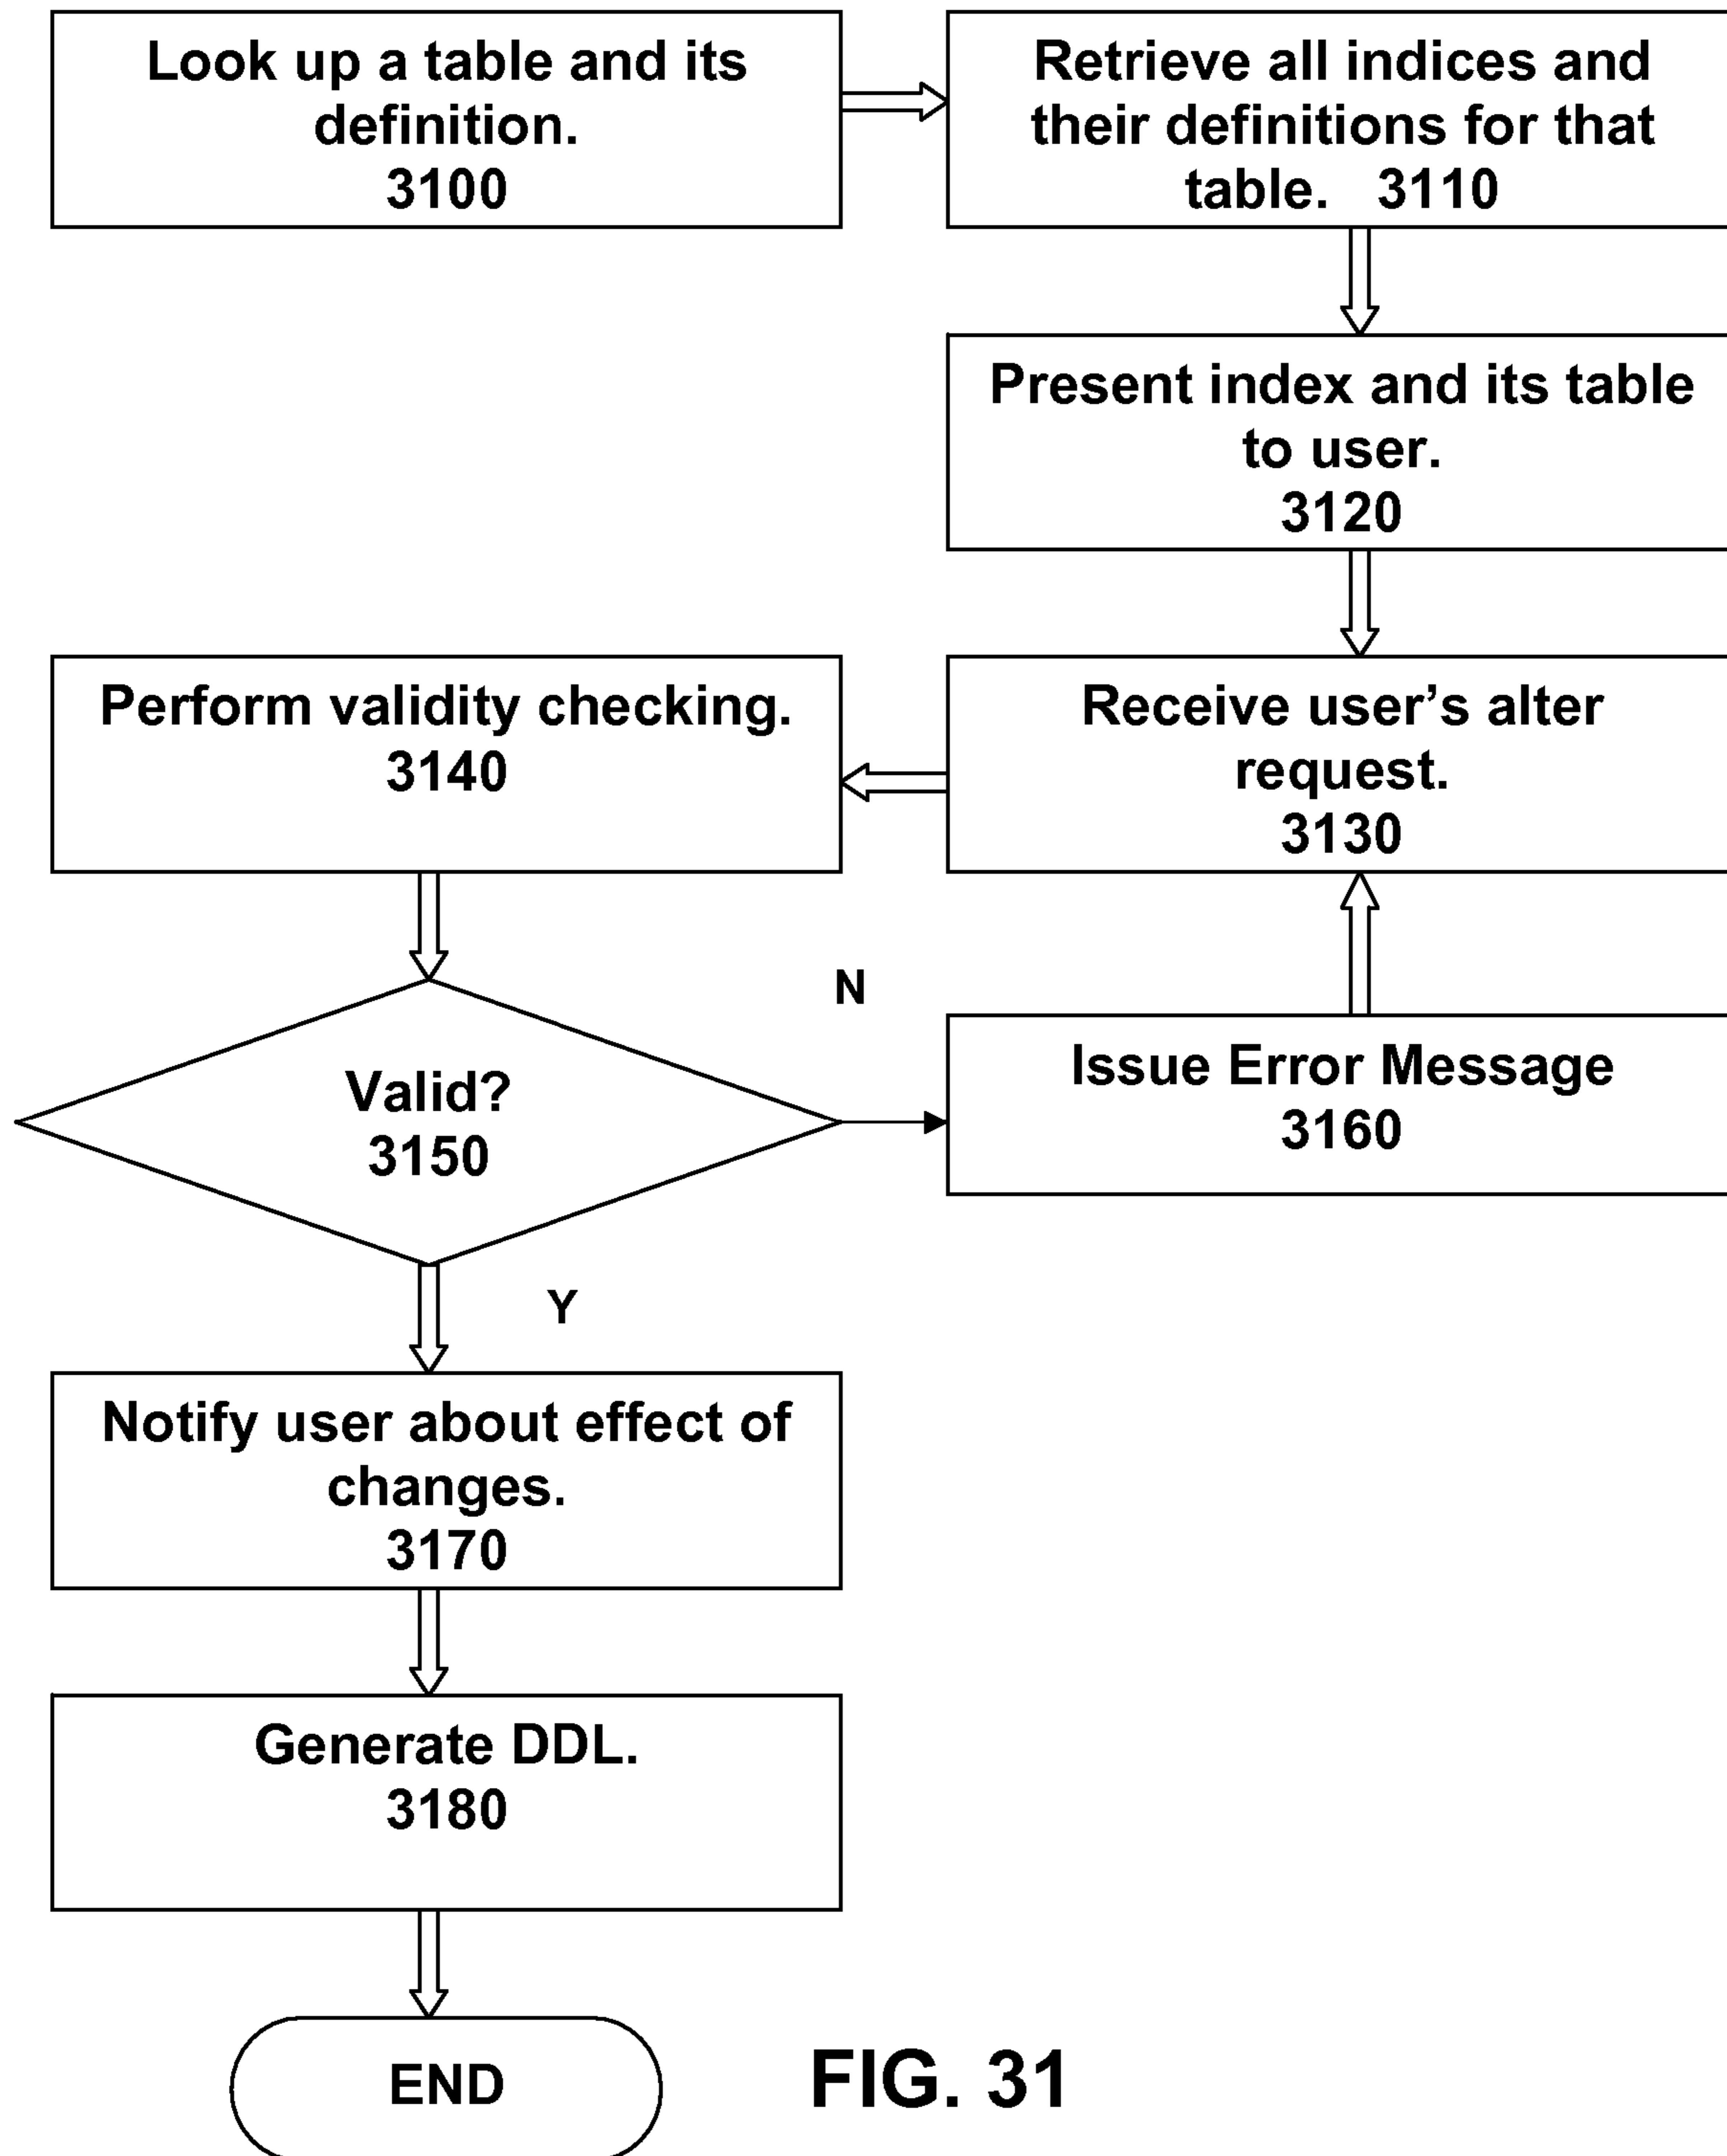 Look up a table and its
definition.
3100
Retrieve all indices and
their definitions for that
table. 3110
Present index and its table
to user.
3120
Receive user’s alter
request.
3130
Perform validity checking.
3140
Valid?
3150
N
Issue Error Message
3160
Y
Notify user about effect of
changes.
3170
Generate DDL.
3180
END
FIG. 31